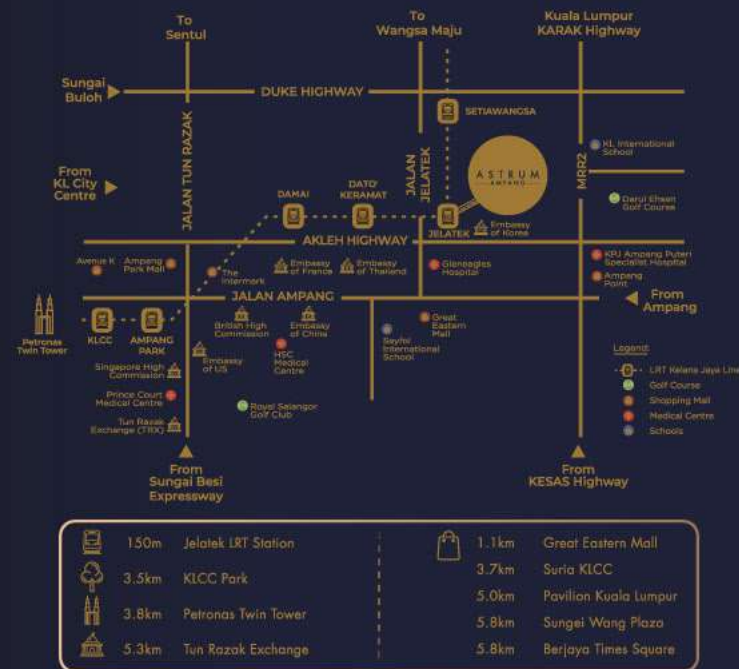 To
Sentul
To
Wangsa Maju
Kuala Lumpur
KARAK Highway
Sungai
Buloh
DUKE HIGHWAY
SETIAWANGSA
JALAN TUN RAZAK
JALAN
JELATEK
MRR2
KL International
School
From
KL City
Centre
ASTRUM
AMPANG
DAMAI
DATO'
KERAMAT
JELATEK
Embassy
of Korea
Darul Ehsan
Golf Course
AKLEH HIGHWAY
Avenue K
Ampang
Park Mall
The
Intermark
Embassy
of France
Embassy
of Thailand
Gleneagles
Hospital
KPJ Ampang Puteri
Specialist Hospital
Ampang
Point
JALAN AMPANG
From
Ampang
Petronas
Twin Tower
KLCC
AMPANG
PARK
British High
Commission
Embassy
of China
Great
Eastern
Mall
Sayfol
International
School
Embassy
of US
HSC
Medical
Centre
Singapore High
Commission
Prince Court
Medical Centre
Royal Selangor
Golf Club
Tun Razak
Exchange (TRX)
Legend:
LRT Kelana Jaya Line
Golf Course
Shopping Mall
Medical Centre
Schools
From
Sungai Besi
Expressway
From
KESAS Highway
150m Jelatek LRT Station
3.5km KLCC Park
3.8km Petronas Twin Tower
5.3km Tun Razak Exchange
1.1km Great Eastern Mall
3.7km Suria KLCC
5.0km Pavilion Kuala Lumpur
5.8km Sungei Wang Plaza
5.8km Berjaya Times Square